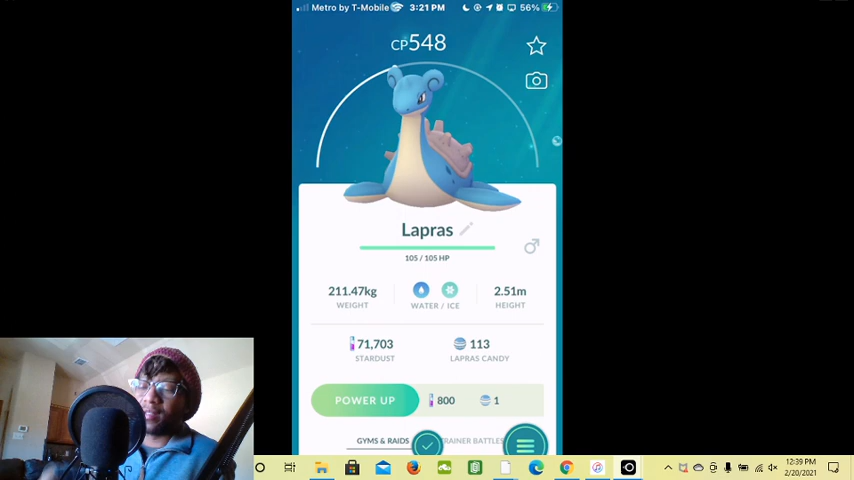 Metro by T-Mobile 3:21 PM 56%
CP548
Lapras
105 / 105 HP
211.47kg 2.51m
WEIGHT WATER / ICE HEIGHT
71,703 113
STARDUST LAPRAS CANDY
POWER UP 800 1
GYMS & RAIDS TRAINER BATTLES
12:39 PM
2/20/2021